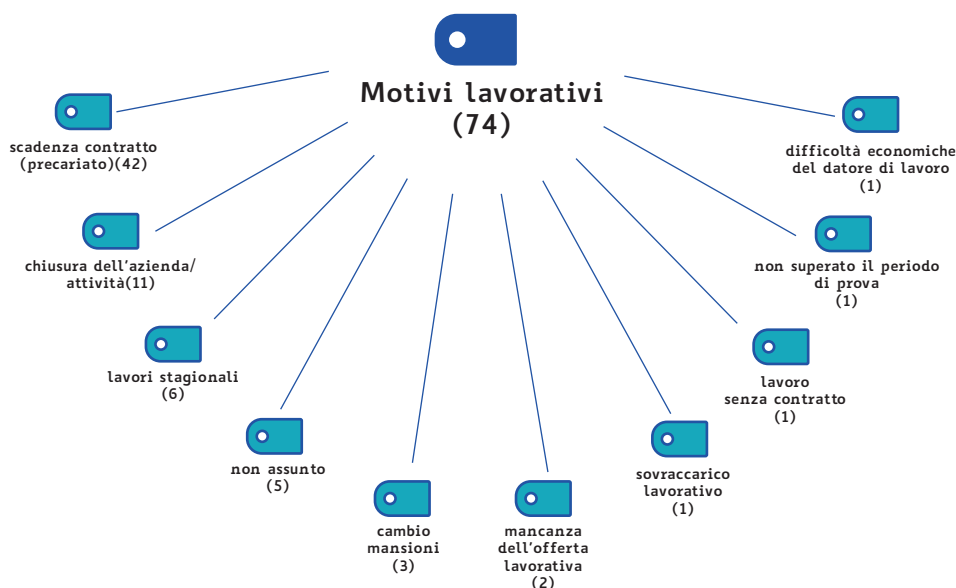 Motivi lavorativi
(74)
scadenza contratto
(precariato)(42)
chiusura dell'azienda/
attività(11)
lavori stagionali
(6)
non assunto
(5)
cambio
mansioni
(3)
mancanza
dell'offerta
lavorativa
(2)
sovraccarico
lavorativo
(1)
lavoro
senza contratto
(1)
non superato il periodo
di prova
(1)
difficoltà economiche
del datore di lavoro
(1)